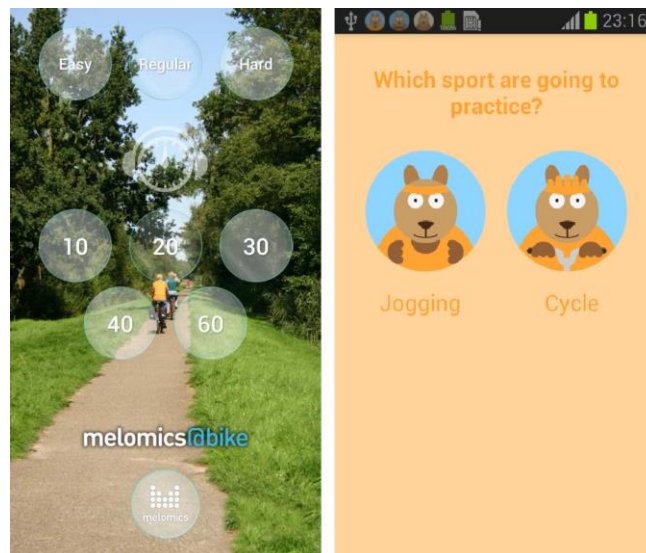 Easy Regular Hard
10 20 30
40 60
melomics@bike
melomics
23:16
Which sport are going to
practice?
Jogging Cycle